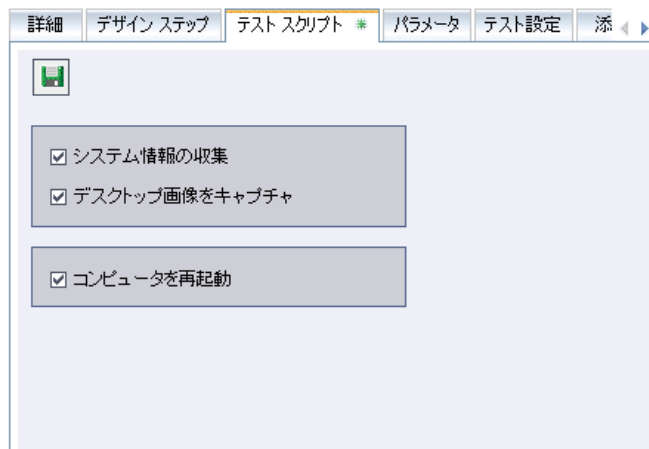 詳細 デザイン ステップ テスト スクリプト * パラメータ テスト設定
システム情報の収集
デスクトップ画像をキャプチャ
コンピュータを再起動